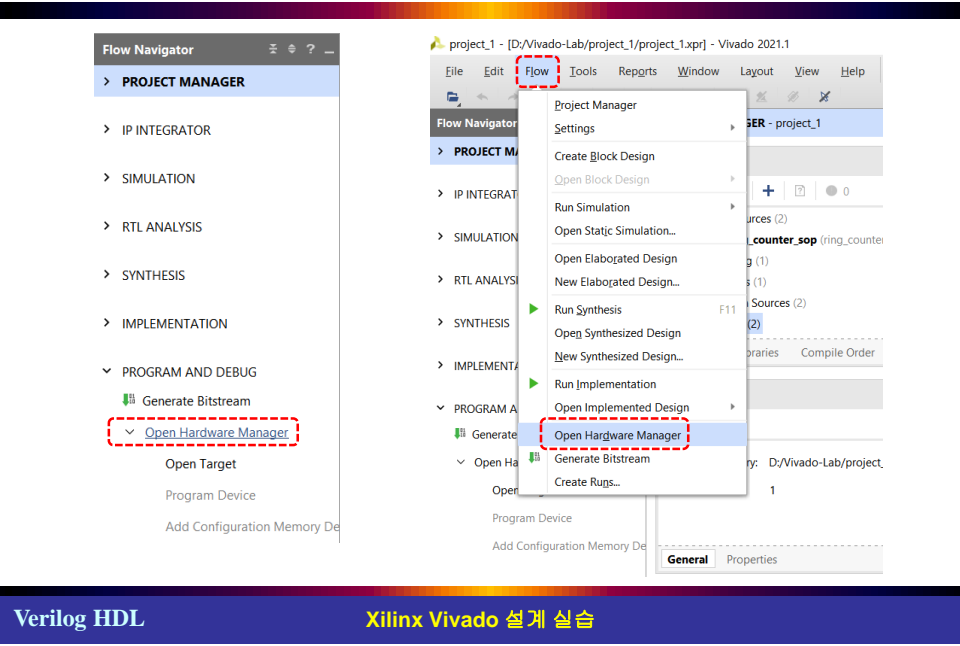 Flow Navigator ?
PROJECT MANAGER
IP INTEGRATOR
SIMULATION
RTL ANALYSIS
SYNTHESIS
IMPLEMENTATION
PROGRAM AND DEBUG
Generate Bitstream
Open Hardware Manager
Open Target
Program Device
Add Configuration Memory De
project_1 - [D:/Vivado-Lab/project_1/project_1.xpr] - Vivado 2021.1
File Edit Flow Tools Reports Window Layout View Help
Flow Navigator
PROJECT MA
IP INTEGRAT
SIMULATION
RTL ANALYSI
SYNTHESIS
IMPLEMENTA
PROGRAM A
Generate
Open Ha
Open
Program Device
Add Configuration Memory De
Project Manager
Settings
Create Block Design
Open Block Design
Run Simulation
Open Static Simulation...
Open Elaborated Design
New Elaborated Design...
Run Synthesis F11
Open Synthesized Design
New Synthesized Design...
Run Implementation
Open Implemented Design
Open Hardware Manager
Generate Bitstream
Create Runs...
GER - project_1
? 0
urces (2)
_counter_sop (ring_counter
g (1)
s (1)
Sources (2)
(2)
braries Compile Order
ry: D:/Vivado-Lab/project_
1
General Properties
Verilog HDL
Xilinx Vivado 설계 실습